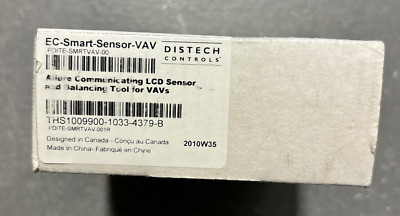 EC-Smart-Sensor-VAV
PDITE-SMRTVAV-00
DISTECH
CONTROLS
Allure Communicating LCD Sensor
and Balancing Tool for VAVs
THS1009900-1033-4379-B
PDITE-SMRTVAV-001R
Designed in Canada - Conçu au Canada
Made in China- Fabriqué en Chine
2010W35